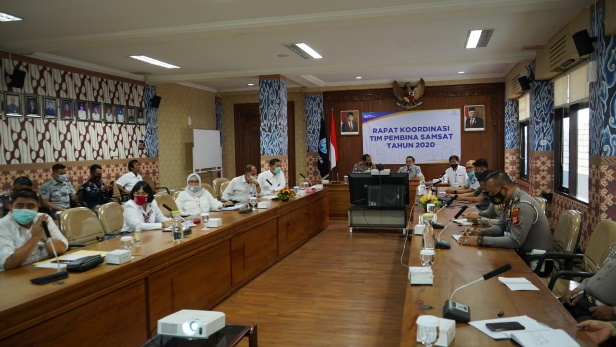 RAPAT KOORDINASI
TIM PEMBINA SAMSAT
TAHUN 2020